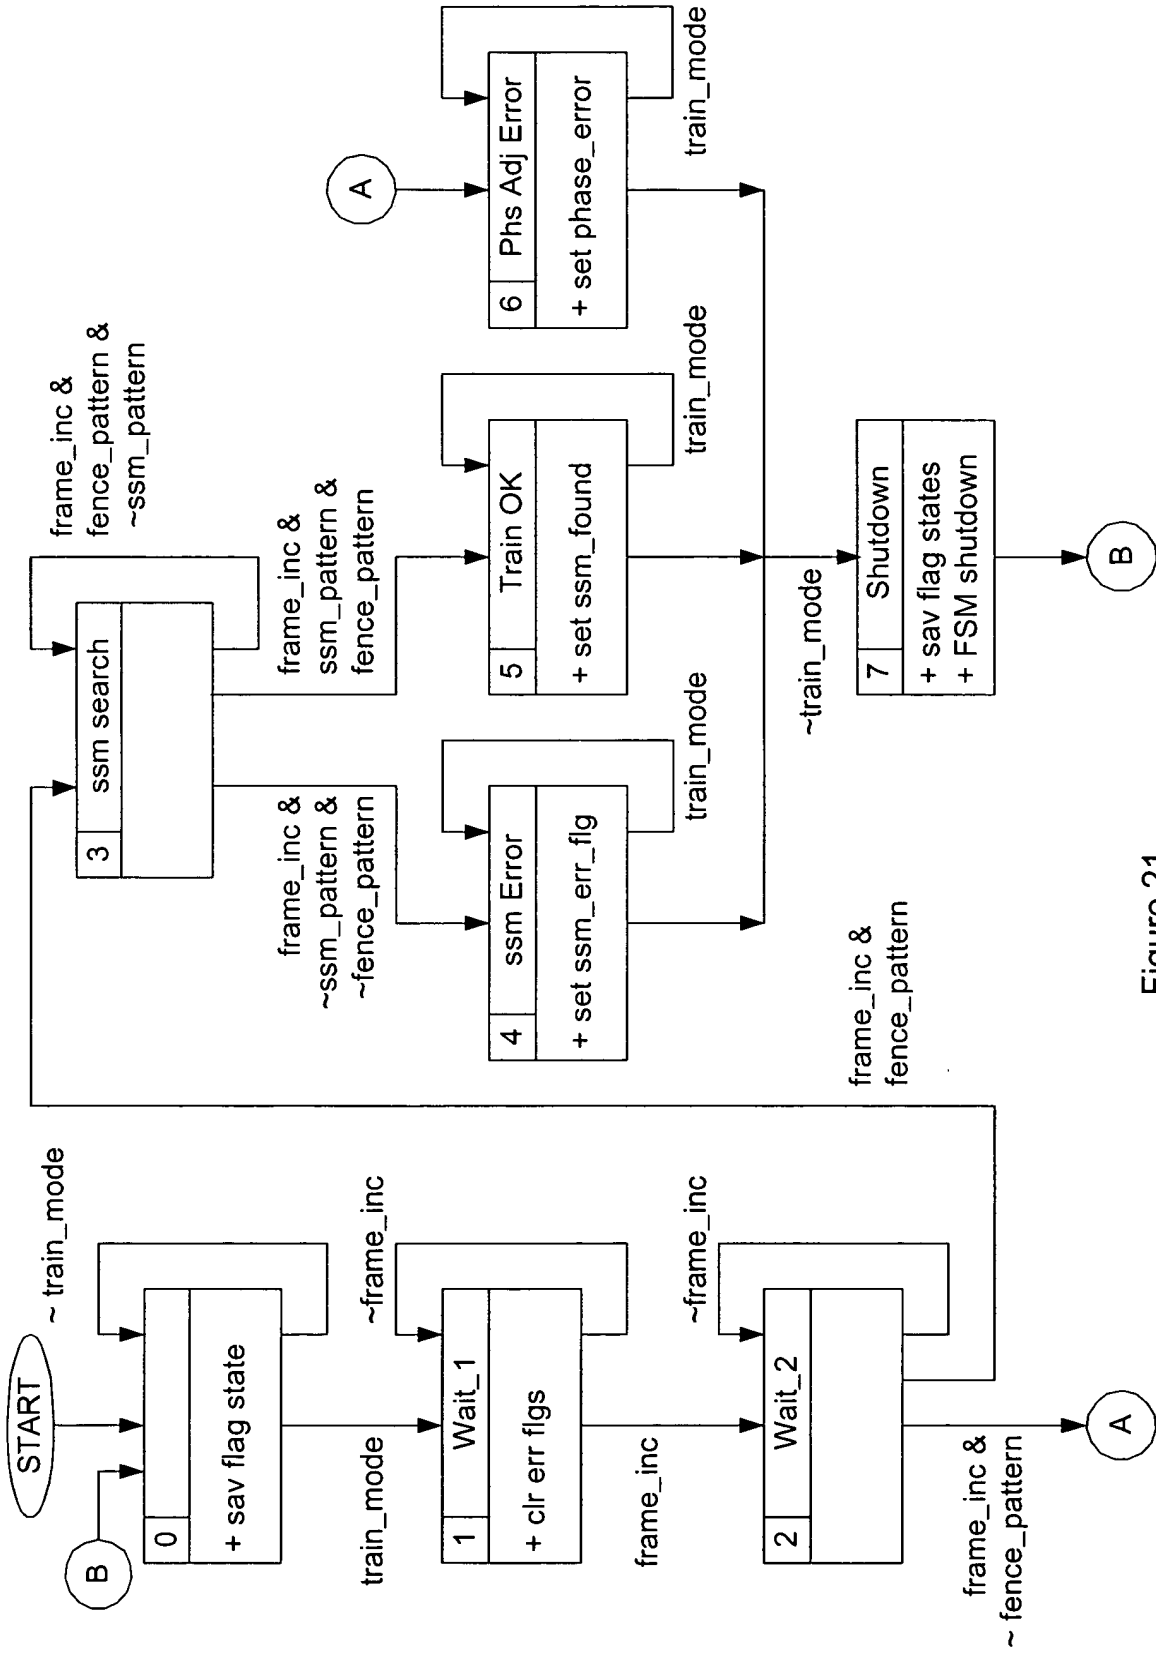 START
B
~ train_mode
0
+ sav flag state
train_mode
1
Wait_1
+ clr err flgs
~frame_inc
frame_inc
2
Wait_2
~frame_inc
frame_inc &
~ fence_pattern
A
frame_inc &
fence_pattern
3
ssm search
frame_inc &
fence_pattern &
~ssm_pattern
frame_inc &
~ssm_pattern &
~fence_pattern
frame_inc &
ssm_pattern &
fence_pattern
4
ssm Error
+ set ssm_err_flg
train_mode
5
Train OK
+ set ssm_found
train_mode
A
6
Phs Adj Error
+ set phase_error
train_mode
~train_mode
7
Shutdown
+ sav flag states
+ FSM shutdown
B
Figure 21